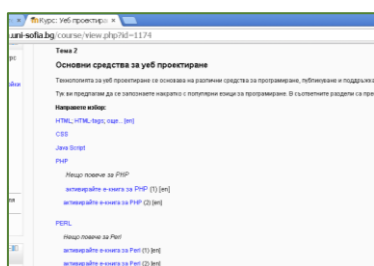 Курс: Уеб проектира
.uni-sofia.bg/course/view.php?id=1174
Тема 2
Основни средства за уеб проектиране
Технологията за уеб проектиране се основава на различни средства за програмиране, публикуване и поддръжка
Тук ви предлагам да се запознаете накратко с популярни езици за програмиране. В съответните раздели са пре
Направете избор:
HTML; HTML-tags; още... [en]
CSS
Java Script
PHP
Нещо повече за PHP
активирайте е-книга за PHP (1) [en]
активирайте е-книга за PHP (2) [en]
PERL
Нещо повече за Perl
активирайте е-книга за Perl (1) [en]
активирайте е-книга за Perl (2) [en]